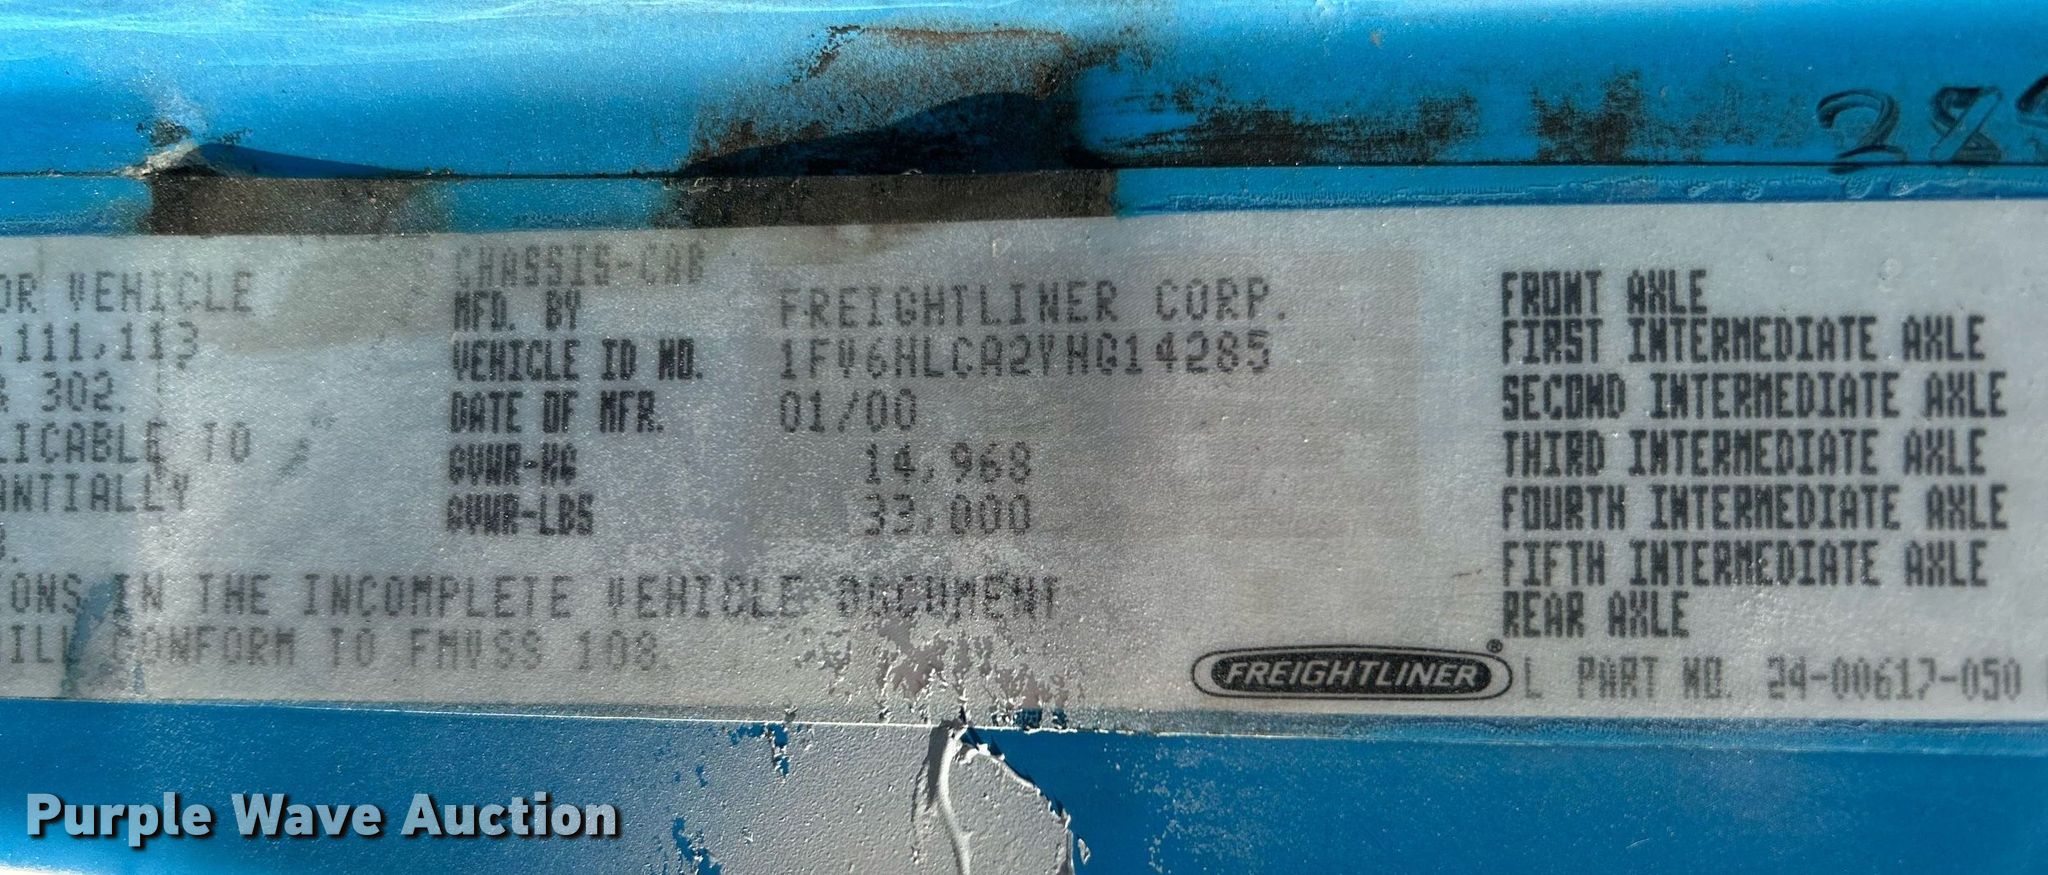 288
OR VEHICLE
,111,113
& 302.
LICABLE TO
ANTIALLY
IONS IN THE INCOMPLETE VEHICLE DOCUMENT
WILL CONFORM TO FMVSS 108.
CHASSIS-CAB
MFD. BY FREIGHTLINER CORP.
VEHICLE ID NO. 1FV6HLCA2YHG14285
DATE OF MFR. 01/00
GVWR-KG 14,968
GVWR-LBS 33,000
FRONT AXLE
FIRST INTERMEDIATE AXLE
SECOND INTERMEDIATE AXLE
THIRD INTERMEDIATE AXLE
FOURTH INTERMEDIATE AXLE
FIFTH INTERMEDIATE AXLE
REAR AXLE
FREIGHTLINER® L PART NO. 24-00617-050
Purple Wave Auction